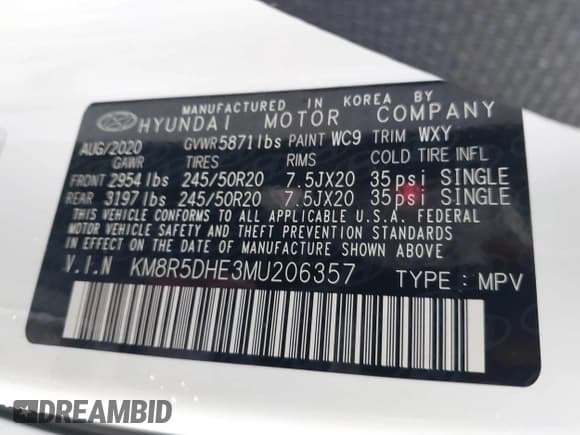 MANUFACTURED IN KOREA BY
HYUNDAI MOTOR COMPANY
AUG/2020 GVWR5871lbs PAINT WC9 TRIM WXY
GAWR TIRES RIMS COLD TIRE INFL
FRONT 2954lbs 245/50R20 7.5JX20 35psi SINGLE
REAR 3197lbs 245/50R20 7.5JX20 35psi SINGLE
THIS VEHICLE CONFORMS TO ALL APPLICABLE U.S.A. FEDERAL
MOTOR VEHICLE SAFETY AND THEFT PREVENTION STANDARDS
IN EFFECT ON THE DATE OF MANUFACTURE SHOWN ABOVE.
V.I.N KM8R5DHE3MU206357 TYPE : MPV
DREAMBID